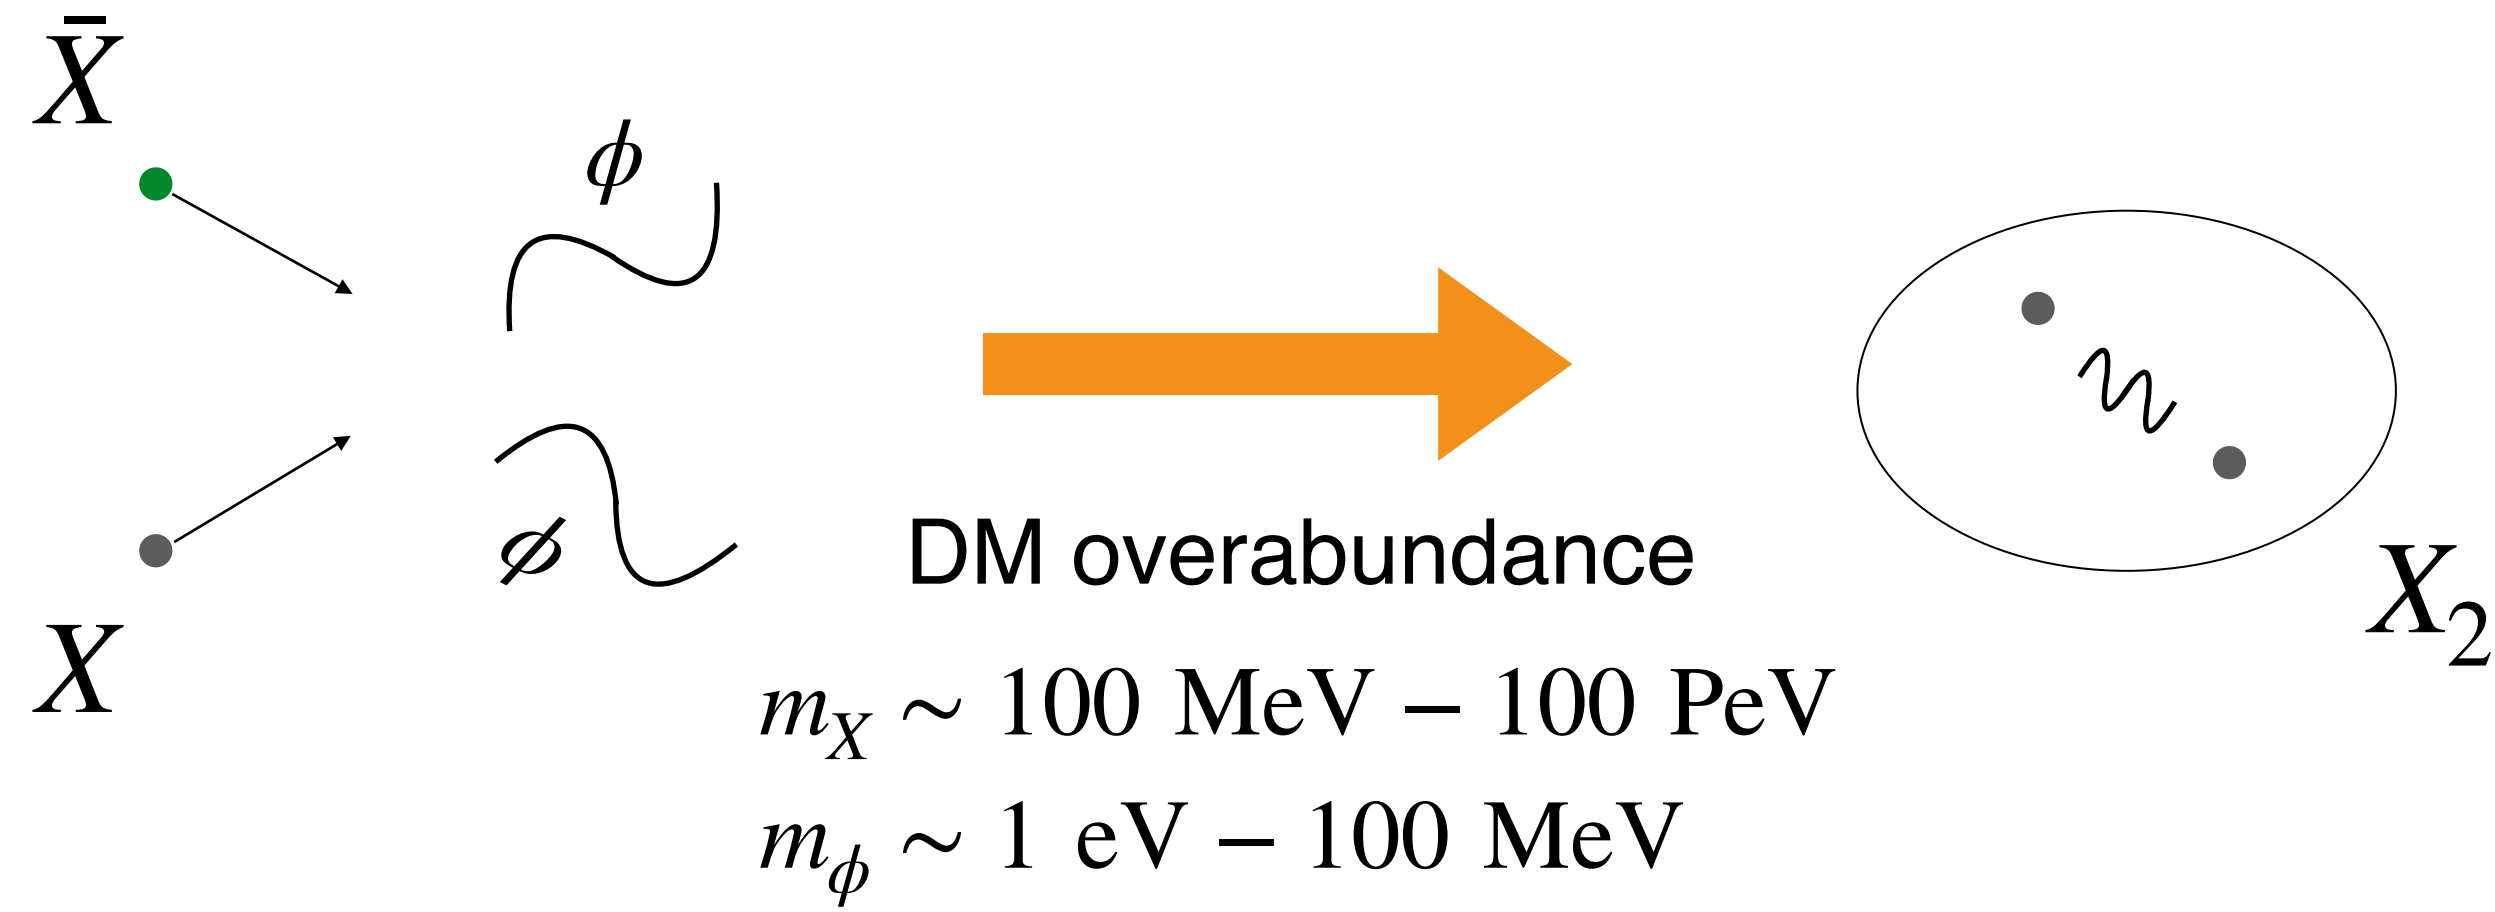 X̄
ϕ
ϕ
X
DM overabundance
m_X ~ 100 MeV – 100 PeV
m_ϕ ~ 1 eV – 100 MeV
X₂